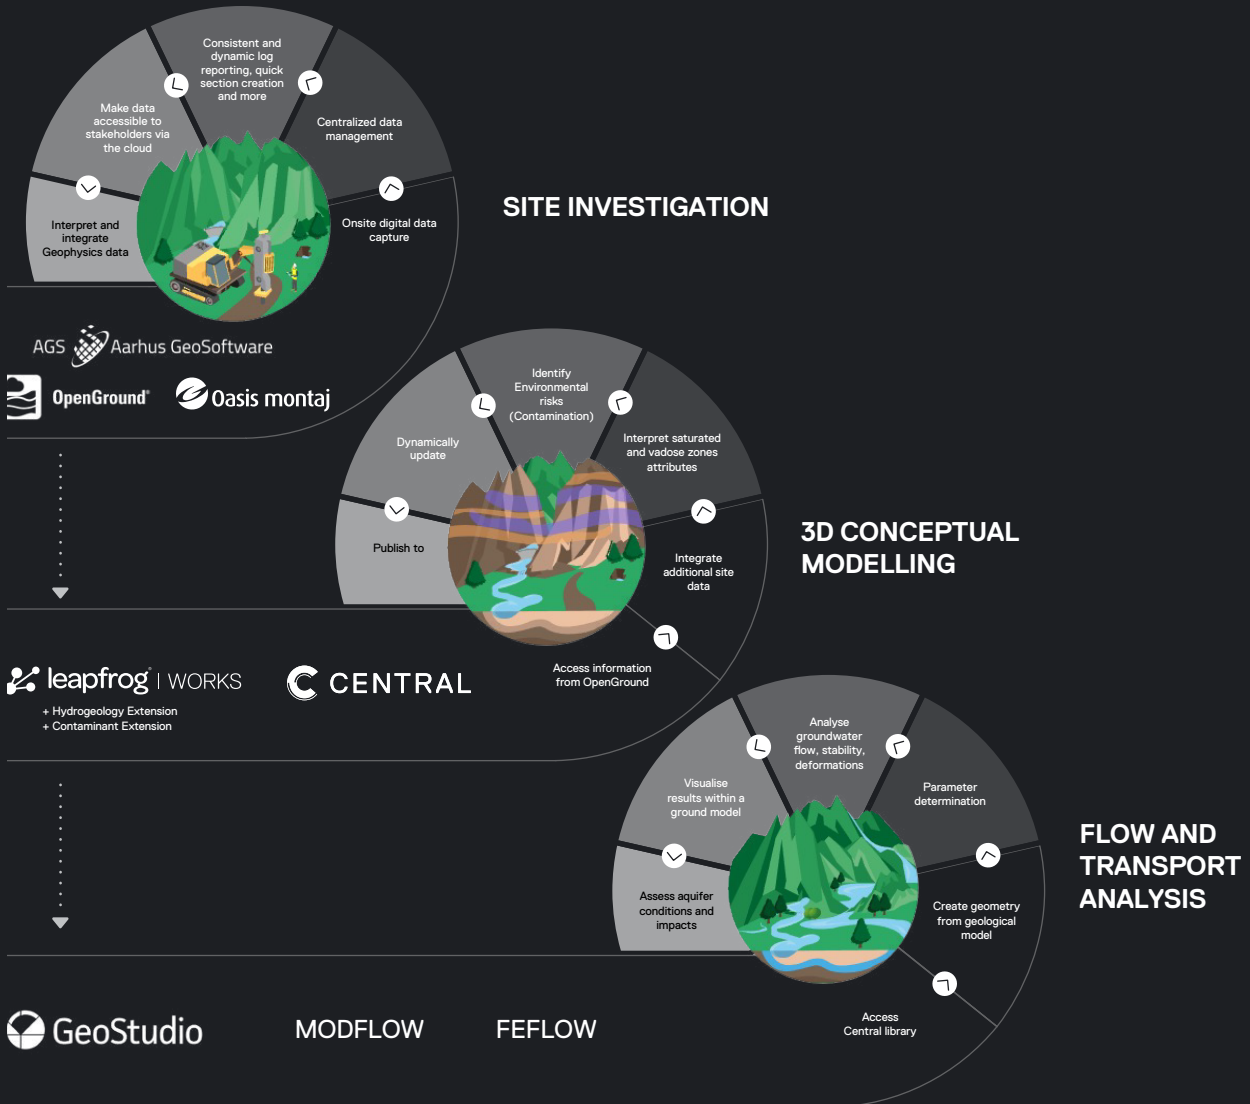 Consistent and
dynamic log
reporting, quick
section creation
and more
Make data
accessible to
stakeholders via
the cloud
Centralized data
management
Interpret and
integrate
Geophysics data
Onsite digital data
capture
SITE INVESTIGATION
AGS Aarhus GeoSoftware
OpenGround®
Oasis montaj
Identify
Environmental
risks
(Contamination)
Dynamically
update
Interpret saturated
and vadose zones
attributes
Publish to
Integrate
additional site
data
Access information
from OpenGround
3D CONCEPTUAL
MODELLING
leapfrog® | WORKS
+ Hydrogeology Extension
+ Contaminant Extension
CENTRAL
Analyse
groundwater
flow, stability,
deformations
Visualise
results within a
ground model
Parameter
determination
Assess aquifer
conditions and
impacts
Create geometry
from geological
model
Access
Central library
FLOW AND
TRANSPORT
ANALYSIS
GeoStudio
MODFLOW
FEFLOW